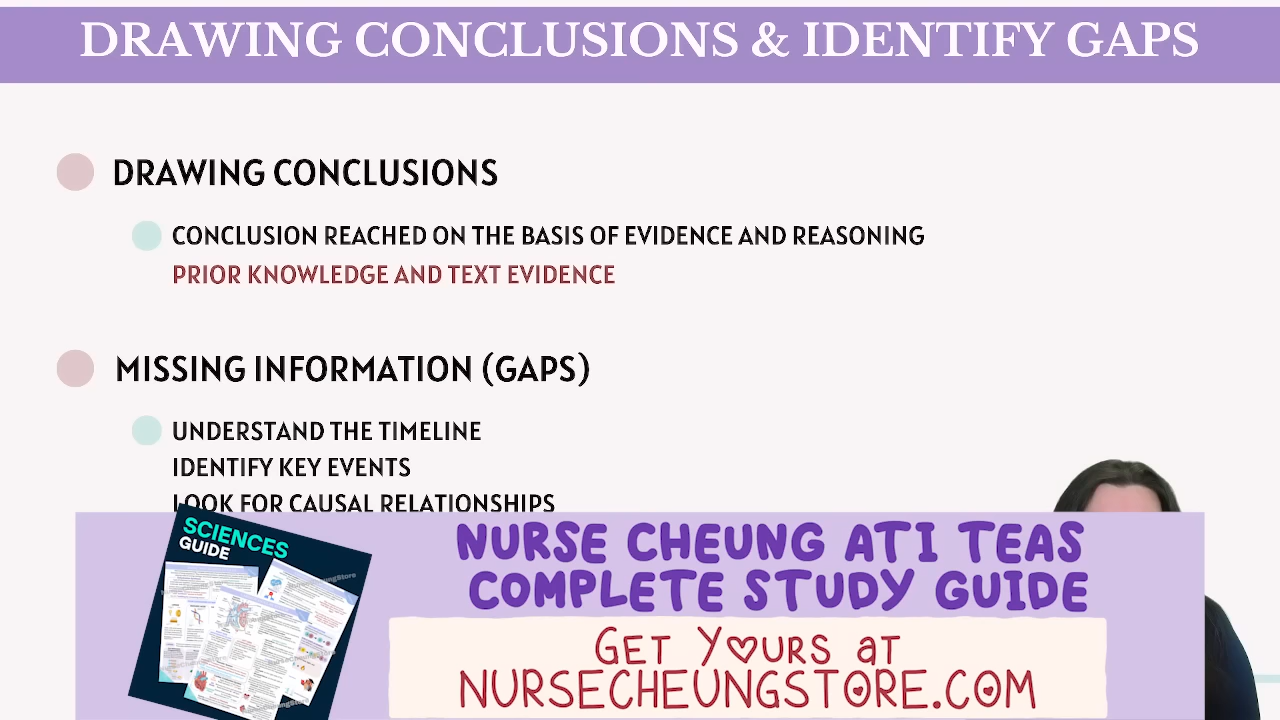 DRAWING CONCLUSIONS & IDENTIFY GAPS
DRAWING CONCLUSIONS
CONCLUSION REACHED ON THE BASIS OF EVIDENCE AND REASONING
PRIOR KNOWLEDGE AND TEXT EVIDENCE
MISSING INFORMATION (GAPS)
UNDERSTAND THE TIMELINE
IDENTIFY KEY EVENTS
LOOK FOR CAUSAL RELATIONSHIPS
SCIENCES
GUIDE
NURSE CHEUNG ATI TEAS
COMPLETE STUDY GUIDE
GET YOURS AT
NURSECHEUNGSTORE.COM